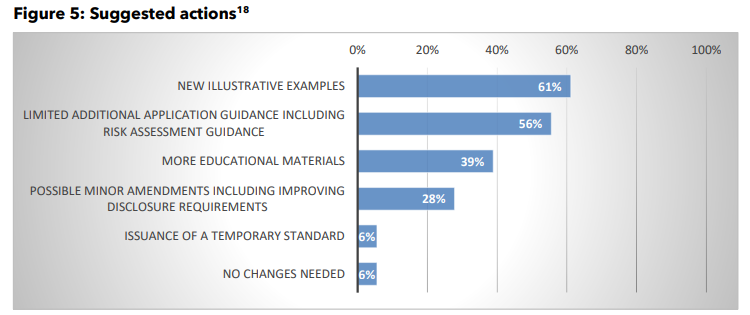 Figure 5: Suggested actions18
0% 20% 40% 60% 80% 100%
NEW ILLUSTRATIVE EXAMPLES 61%
LIMITED ADDITIONAL APPLICATION GUIDANCE INCLUDING
RISK ASSESSMENT GUIDANCE 56%
MORE EDUCATIONAL MATERIALS 39%
POSSIBLE MINOR AMENDMENTS INCLUDING IMPROVING
DISCLOSURE REQUIREMENTS 28%
ISSUANCE OF A TEMPORARY STANDARD 6%
NO CHANGES NEEDED 6%